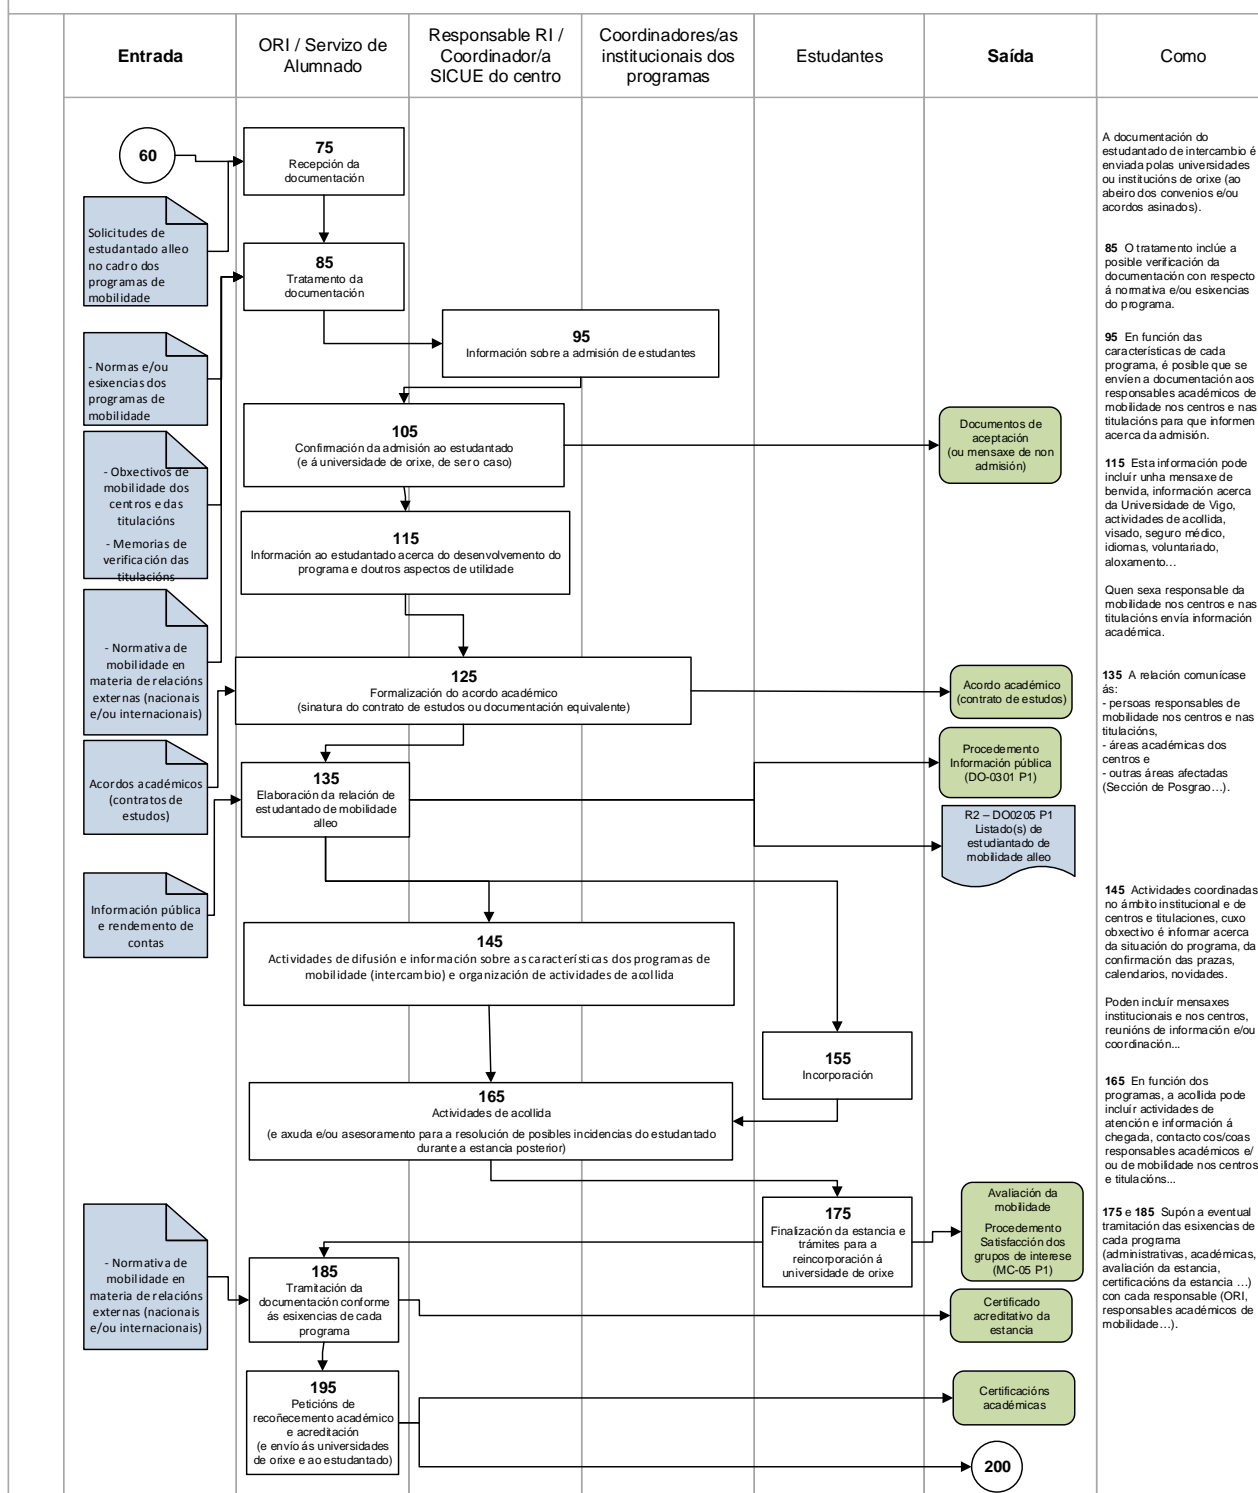 Entrada
ORI / Servizo de
Alumnado
Responsable RI /
Coordinador/a
SICUE do centro
Coordinadores/as
institucionais dos
programas
Estudantes
Saída
Como
60
75
Recepción da
documentación
Solicitudes de
estudantado alleo
no cadro dos
programas de
mobilidade
85
Tratamento da
documentación
- Normas e/ou
esixencias dos
programas de
mobilidade
95
Información sobre a admisión de estudantes
105
Confirmación da admisión ao estudantado
(e á universidade de orixe, de ser o caso)
Documentos de
aceptación
(ou mensaxe de non
admisión)
- Obxectivos de
mobilidade dos
centros e das
titulacións
- Memorias de
verificación das
titulacións
115
Información ao estudantado acerca do desenvolvemento do
programa e doutros aspectos de utilidade
- Normativa de
mobilidade en
materia de relacións
externas (nacionais
e/ou internacionais)
125
Formalización do acordo académico
(sinatura do contrato de estudos ou documentación equivalente)
Acordo académico
(contrato de estudos)
Acordos académicos
(contratos de
estudos)
135
Elaboración da relación de
estudantado de mobilidade
alleo
Procedemento
Información pública
(DO-0301 P1)
R2 – DO0205 P1
Listado(s) de
estudiantado de
mobilidade alleo
Información pública
e rendemento de
contas
145
Actividades de difusión e información sobre as características dos programas de
mobilidade (intercambio) e organización de actividades de acollida
155
Incorporación
165
Actividades de acollida
(e axuda e/ou asesoramento para a resolución de posibles incidencias do estudantado
durante a estancia posterior)
175
Finalización da estancia e
trámites para a
reincorporación á
universidade de orixe
Avaliación da
mobilidade
Procedemento
Satisfacción dos
grupos de interese
(MC-05 P1)
- Normativa de
mobilidade en
materia de relacións
externas (nacionais
e/ou internacionais)
185
Tramitación da
documentación conforme
ás esixencias de cada
programa
Certificado
acreditativo da
estancia
195
Peticións de
recoñecemento académico
e acreditación
(e envío ás universidades
de orixe e ao estudantado)
Certificacións
académicas
200
A documentación do
estudantado de intercambio é
enviada polas universidades
ou institucións de orixe (ao
abeiro dos convenios e/ou
acordos asinados).
85 O tratamento inclúe a
posible verificación da
documentación con respecto
á normativa e/ou esixencias
do programa.
95 En función das
características de cada
programa, é posible que se
envíen a documentación aos
responsables académicos de
mobilidade nos centros e nas
titulacións para que informen
acerca da admisión.
115 Esta información pode
incluír unha mensaxe de
benvida, información acerca
da Universidade de Vigo,
actividades de acollida,
visado, seguro médico,
idiomas, voluntariado,
aloxamento…
Quen sexa responsable da
mobilidade nos centros e nas
titulacións envía información
académica.
135 A relación comunícase
ás:
- persoas responsables de
mobilidade nos centros e nas
titulacións,
- áreas académicas dos
centros e
- outras áreas afectadas
(Sección de Posgrao…).
145 Actividades coordinadas
no ámbito institucional e de
centros e titulaciones, cuxo
obxectivo é informar acerca
da situación do programa, da
confirmación das prazas,
calendarios, novidades.
Poden incluír mensaxes
institucionais e nos centros,
reunións de información e/ou
coordinación...
165 En función dos
programas, a acollida pode
incluír actividades de
atención e información á
chegada, contacto cos/coas
responsables académicos e/
ou de mobilidade nos centros
e titulacións...
175 e 185 Supón a eventual
tramitación das esixencias de
cada programa
(administrativas, académicas,
avaliación da estancia,
certificacións da estancia …)
con cada responsable (ORI,
responsables académicos de
mobilidade…).